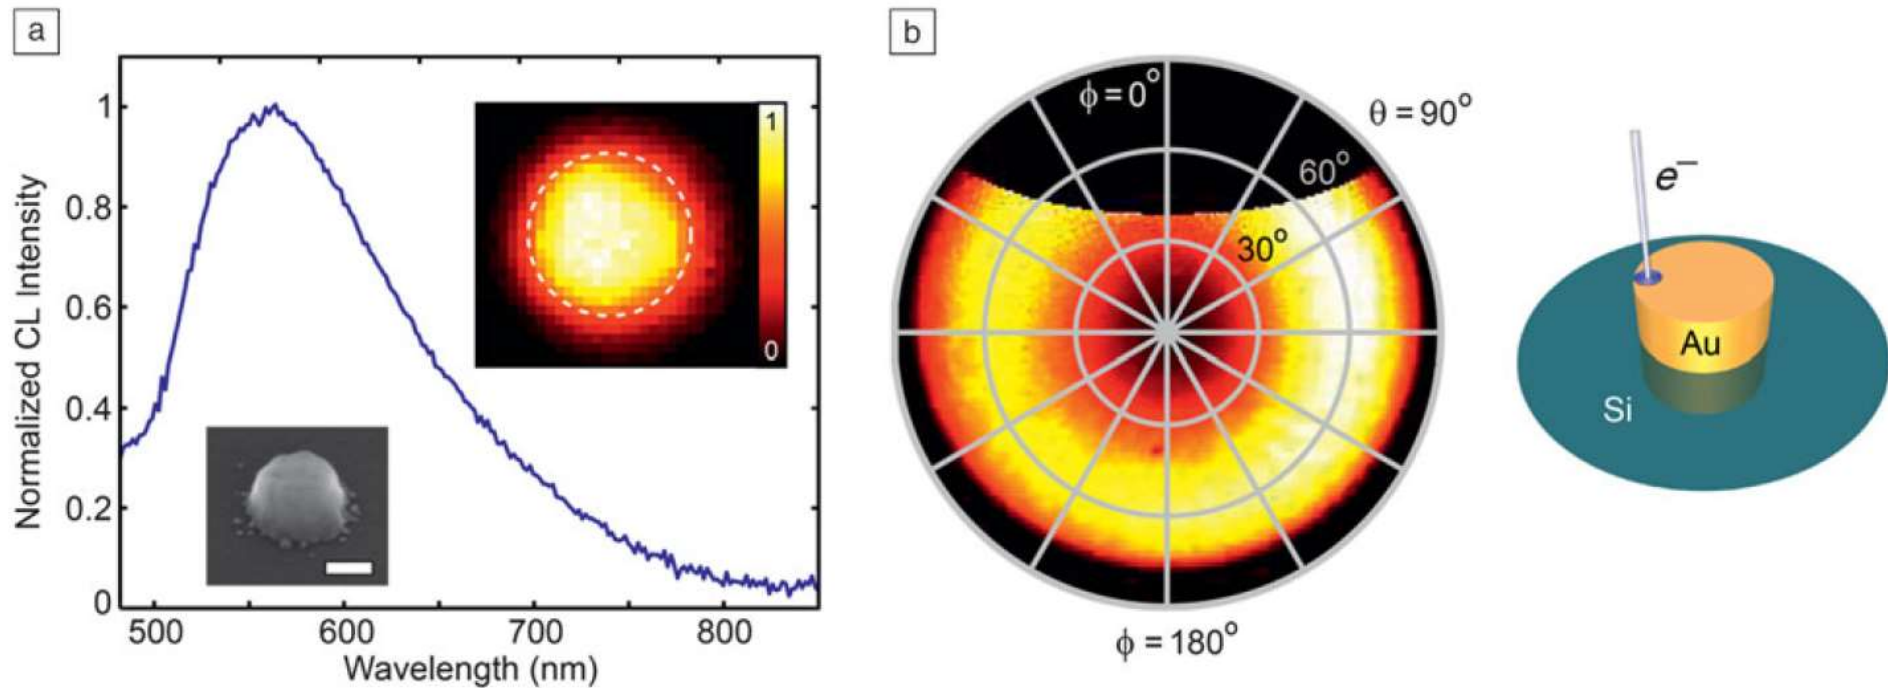 a
Normalized CL Intensity
1
0.8
0.6
0.4
0.2
0
500
600
700
800
Wavelength (nm)
1
0
b
ϕ = 0°
θ = 90°
60°
30°
ϕ = 180°
e⁻
Au
Si